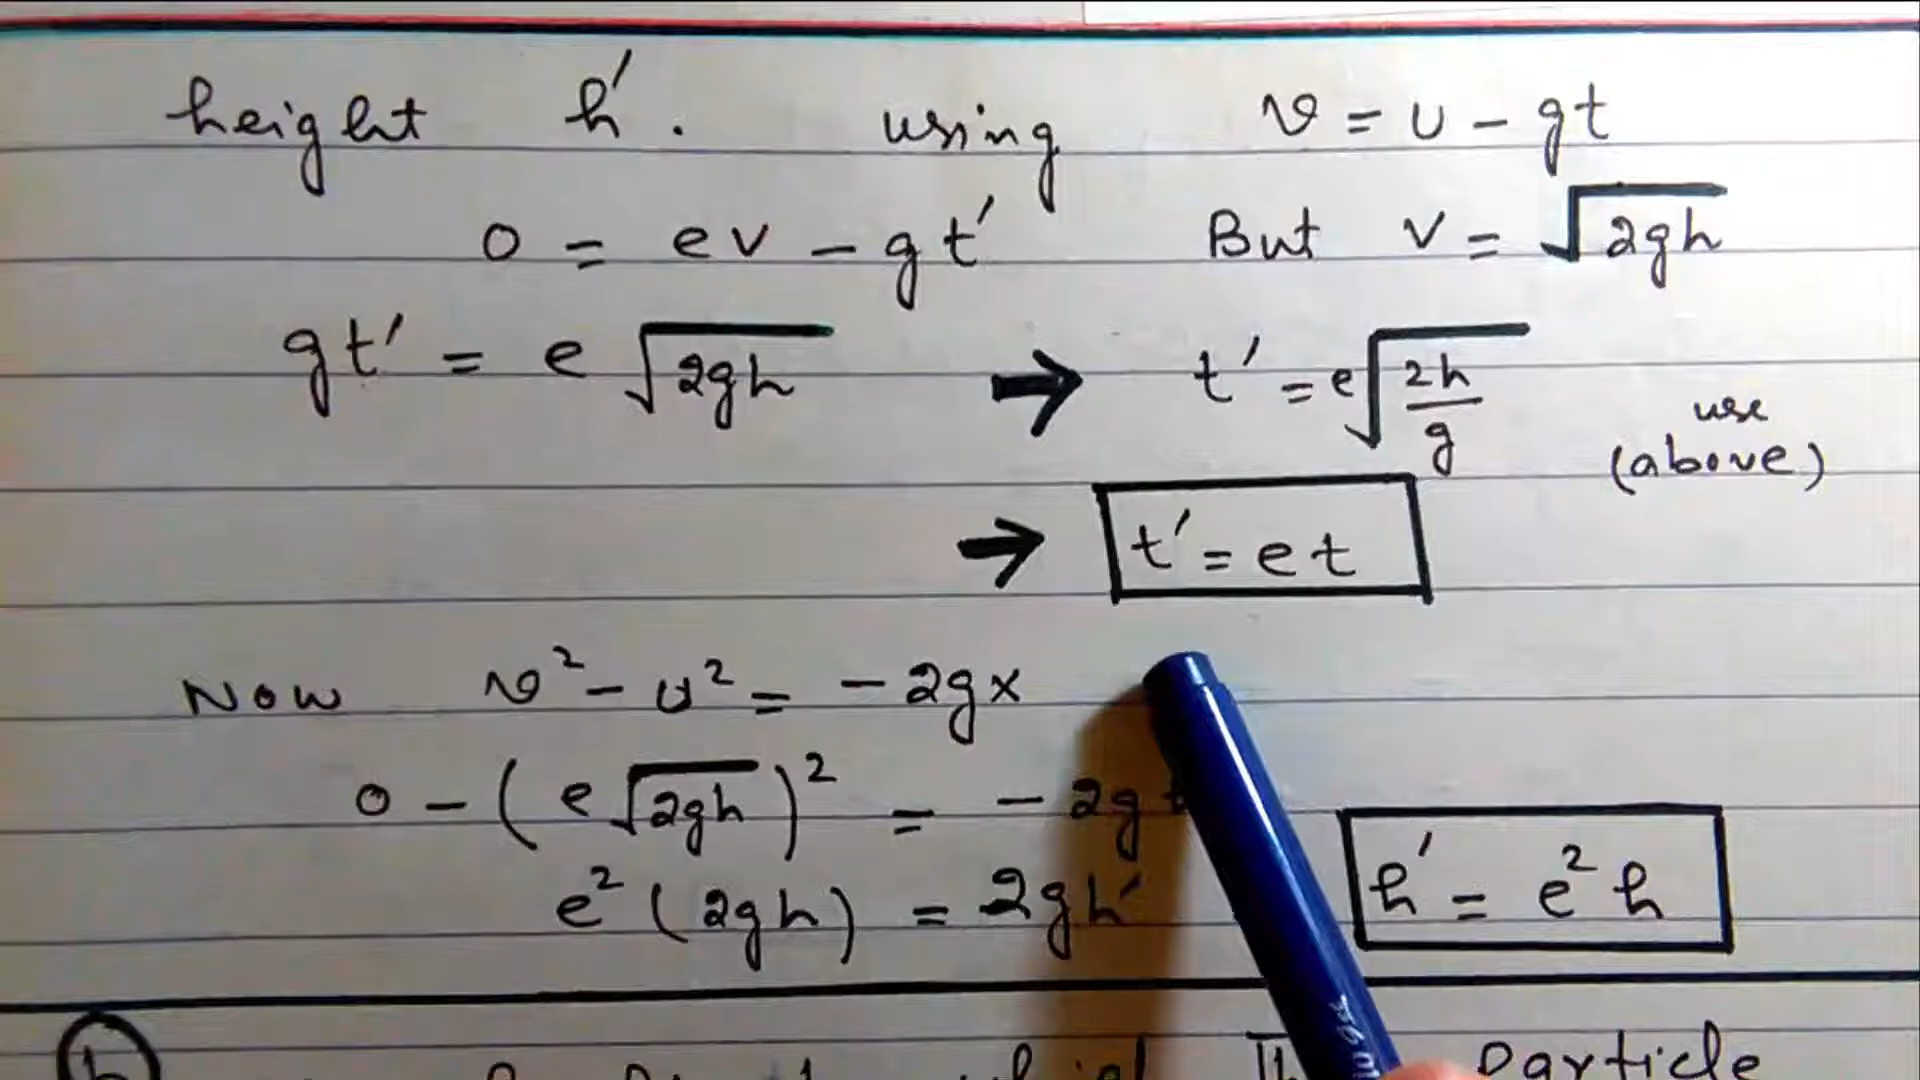 height h'. using v = u - gt
0 = ev - gt' But v = √2gh
gt' = e √2gh → t' = e√2h/g use (above)
→ t' = et
Now v² - u² = -2gx
0 - (e√2gh)² = -2g
e² (2gh) = 2gh' h' = e² h
particle